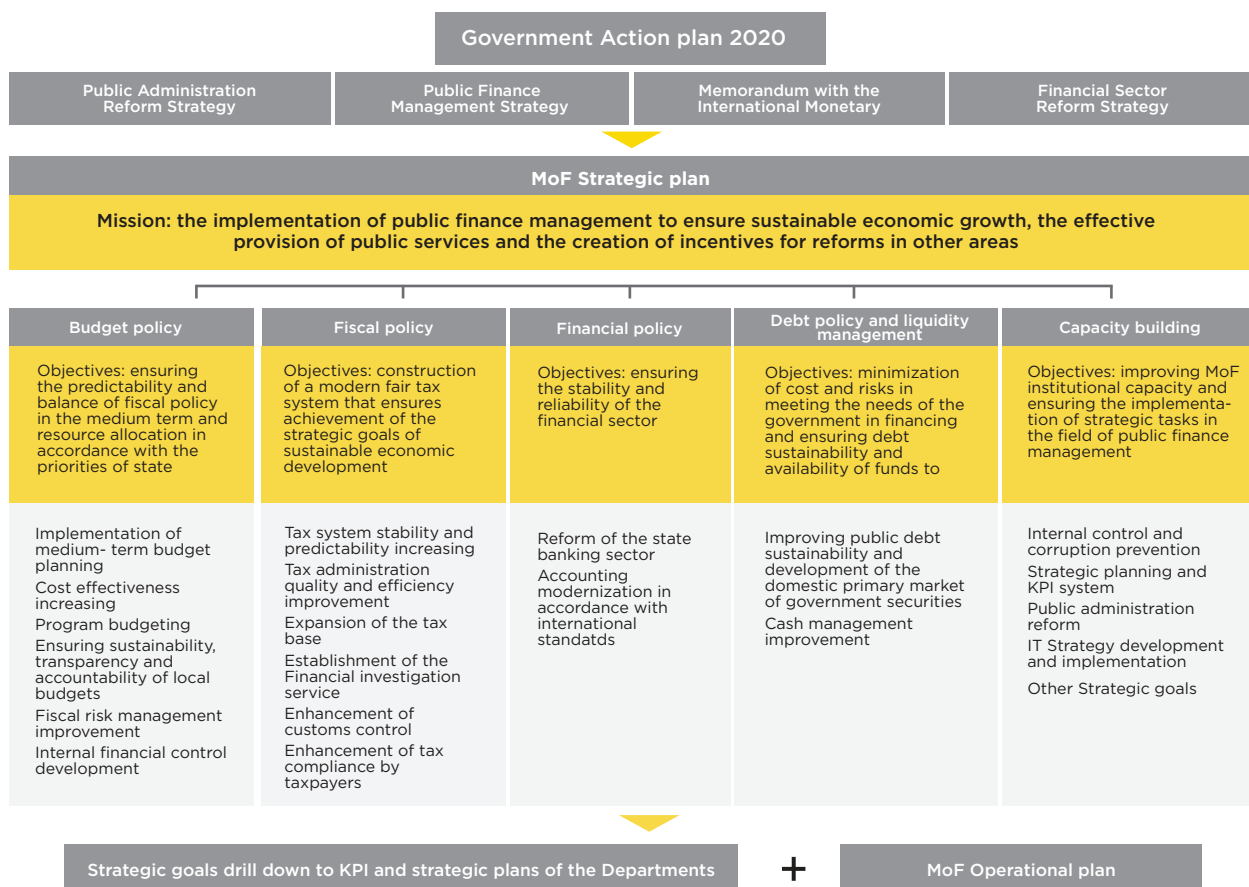 Government Action plan 2020
Public Administration
Reform Strategy
Public Finance
Management Strategy
Memorandum with the
International Monetary
Financial Sector
Reform Strategy
MoF Strategic plan
Mission: the implementation of public finance management to ensure sustainable economic growth, the effective
provision of public services and the creation of incentives for reforms in other areas
Budget policy
Objectives: ensuring
the predictability and
balance of fiscal policy
in the medium term and
resource allocation in
accordance with the
priorities of state
Implementation of
medium- term budget
planning
Cost effectiveness
increasing
Program budgeting
Ensuring sustainability,
transparency and
accountability of local
budgets
Fiscal risk management
improvement
Internal financial control
development
Fiscal policy
Objectives: construction
of a modern fair tax
system that ensures
achievement of the
strategic goals of
sustainable economic
development
Tax system stability and
predictability increasing
Tax administration
quality and efficiency
improvement
Expansion of the tax
base
Establishment of the
Financial investigation
service
Enhancement of
customs control
Enhancement of tax
compliance by
taxpayers
Financial policy
Objectives: ensuring
the stability and
reliability of the
financial sector
Reform of the state
banking sector
Accounting
modernization in
accordance with
international
standatds
Debt policy and liquidity
management
Objectives: minimization
of cost and risks in
meeting the needs of the
government in financing
and ensuring debt
sustainability and
availability of funds to
Improving public debt
sustainability and
development of the
domestic primary market
of government securities
Cash management
improvement
Capacity building
Objectives: improving MoF
institutional capacity and
ensuring the implementa-
tion of strategic tasks in
the field of public finance
management
Internal control and
corruption prevention
Strategic planning and
KPI system
Public administration
reform
IT Strategy development
and implementation
Other Strategic goals
Strategic goals drill down to KPI and strategic plans of the Departments
+
MoF Operational plan